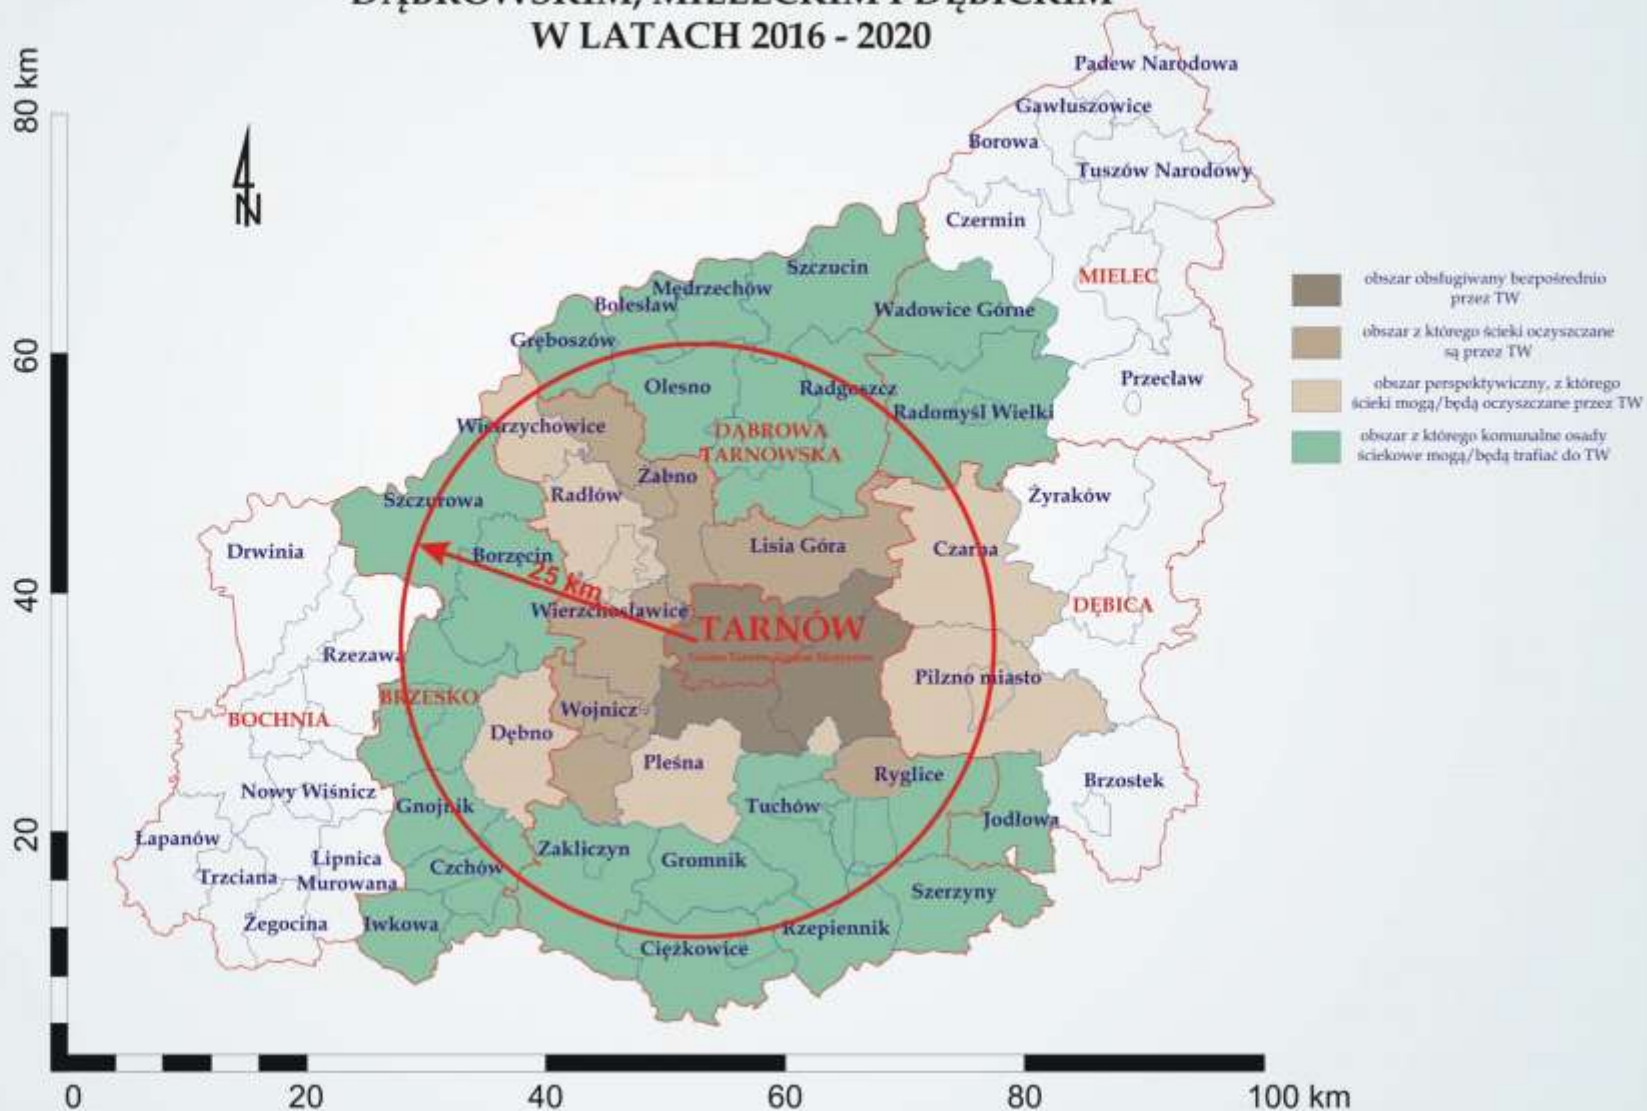 DĄBROWSKIM, MIELECKIM I DĘBICKIM
W LATACH 2016 - 2020
80 km
60
40
20
0
20
40
60
80
100 km
N
Padew Narodowa
Gawłuszowice
Borowa
Tuszów Narodowy
Czermin
MIELEC
Szczucin
Mędrzechów
Bolesław
Wadowice Górne
Gręboszów
Przecław
Olesno
Radgoszcz
Radomyśl Wielki
Wietrzychowice
DĄBROWA
TARNOWSKA
Żabno
Radłów
Szczurowa
Żyraków
Drwinia
Borzęcin
Lisia Góra
Czarna
25 km
Wierzchosławice
DĘBICA
TARNÓW
Rzezawa
Pilzno miasto
BRZESKO
BOCHNIA
Wojnicz
Dębno
Pleśna
Ryglice
Brzostek
Nowy Wiśnicz
Gnojnik
Tuchów
Jodłowa
Łapanów
Zakliczyn
Gromnik
Lipnica
Murowana
Czchów
Trzciana
Szerzyny
Żegocina
Iwkowa
Rzepiennik
Ciężkowice
obszar obsługiwany bezpośrednio
przez TW
obszar z którego ścieki oczyszczane
są przez TW
obszar perspektywiczny, z którego
ścieki mogą/będą oczyszczane przez TW
obszar z którego komunalne osady
ściekowe mogą/będą trafiać do TW